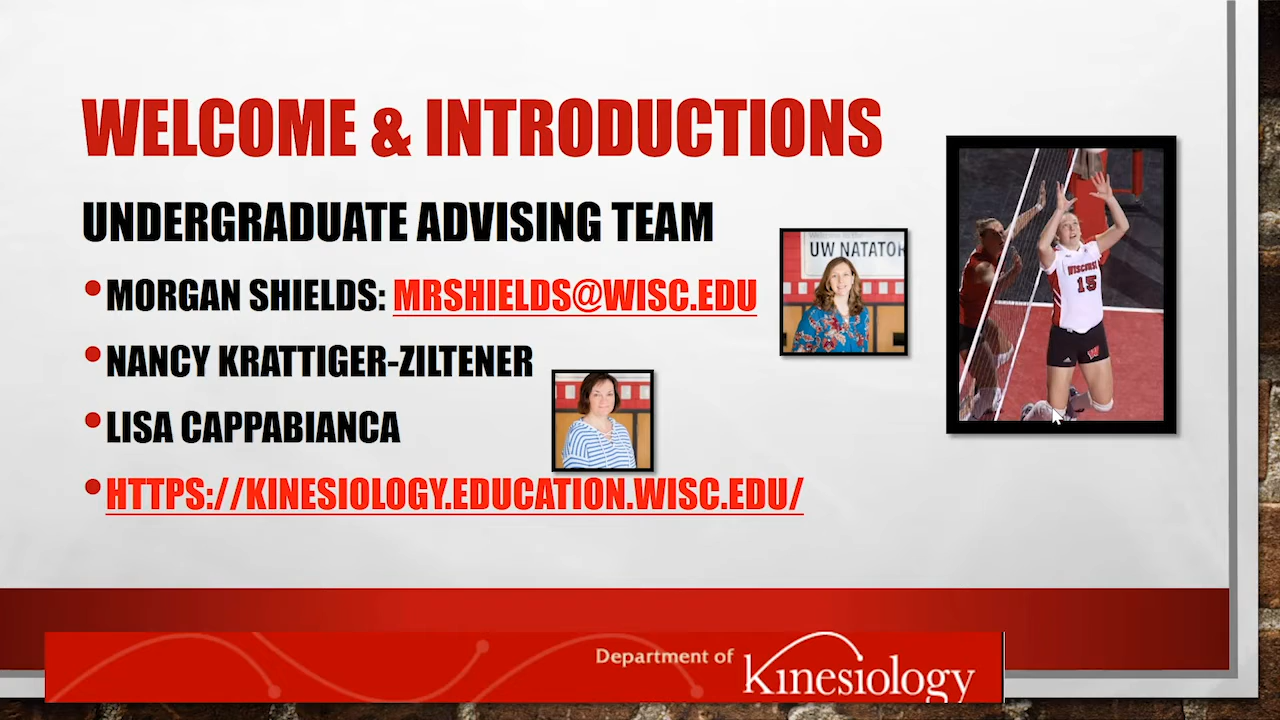 WELCOME & INTRODUCTIONS
UNDERGRADUATE ADVISING TEAM
•MORGAN SHIELDS: MRSHIELDS@WISC.EDU
•NANCY KRATTIGER-ZILTENER
•LISA CAPPABIANCA
•HTTPS://KINESIOLOGY.EDUCATION.WISC.EDU/
UW NATATOR
15
W
Department of Kinesiology